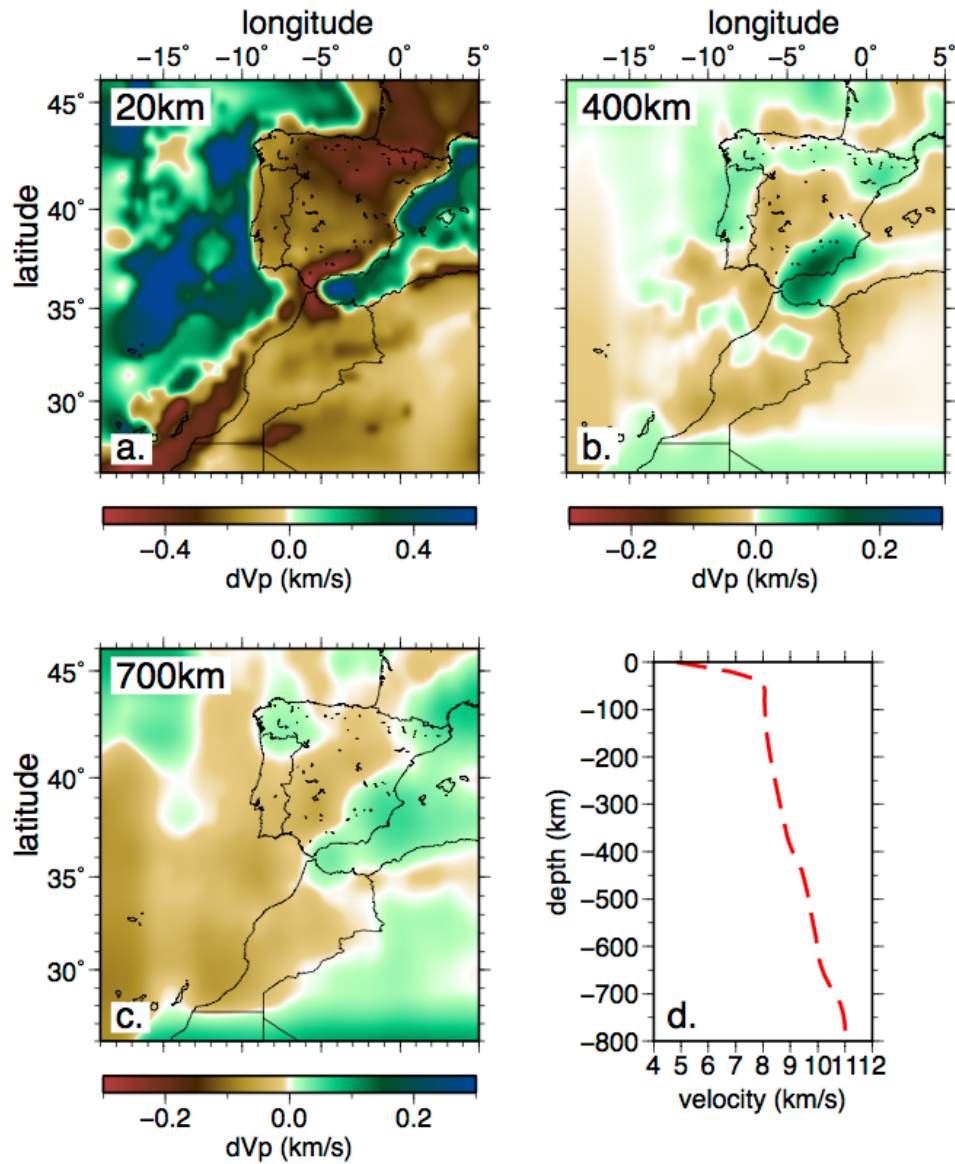 longitude
−15° −10° −5° 0° 5°
longitude
−15° −10° −5° 0° 5°
latitude
45°
40°
35°
30°
20km
a.
−0.4 0.0 0.4
dVp (km/s)
45°
40°
35°
30°
400km
b.
−0.2 0.0 0.2
dVp (km/s)
latitude
45°
40°
35°
30°
700km
c.
−0.2 0.0 0.2
dVp (km/s)
depth (km)
0
−100
−200
−300
−400
−500
−600
−700
−800
d.
4 5 6 7 8 9 10 11 12
velocity (km/s)